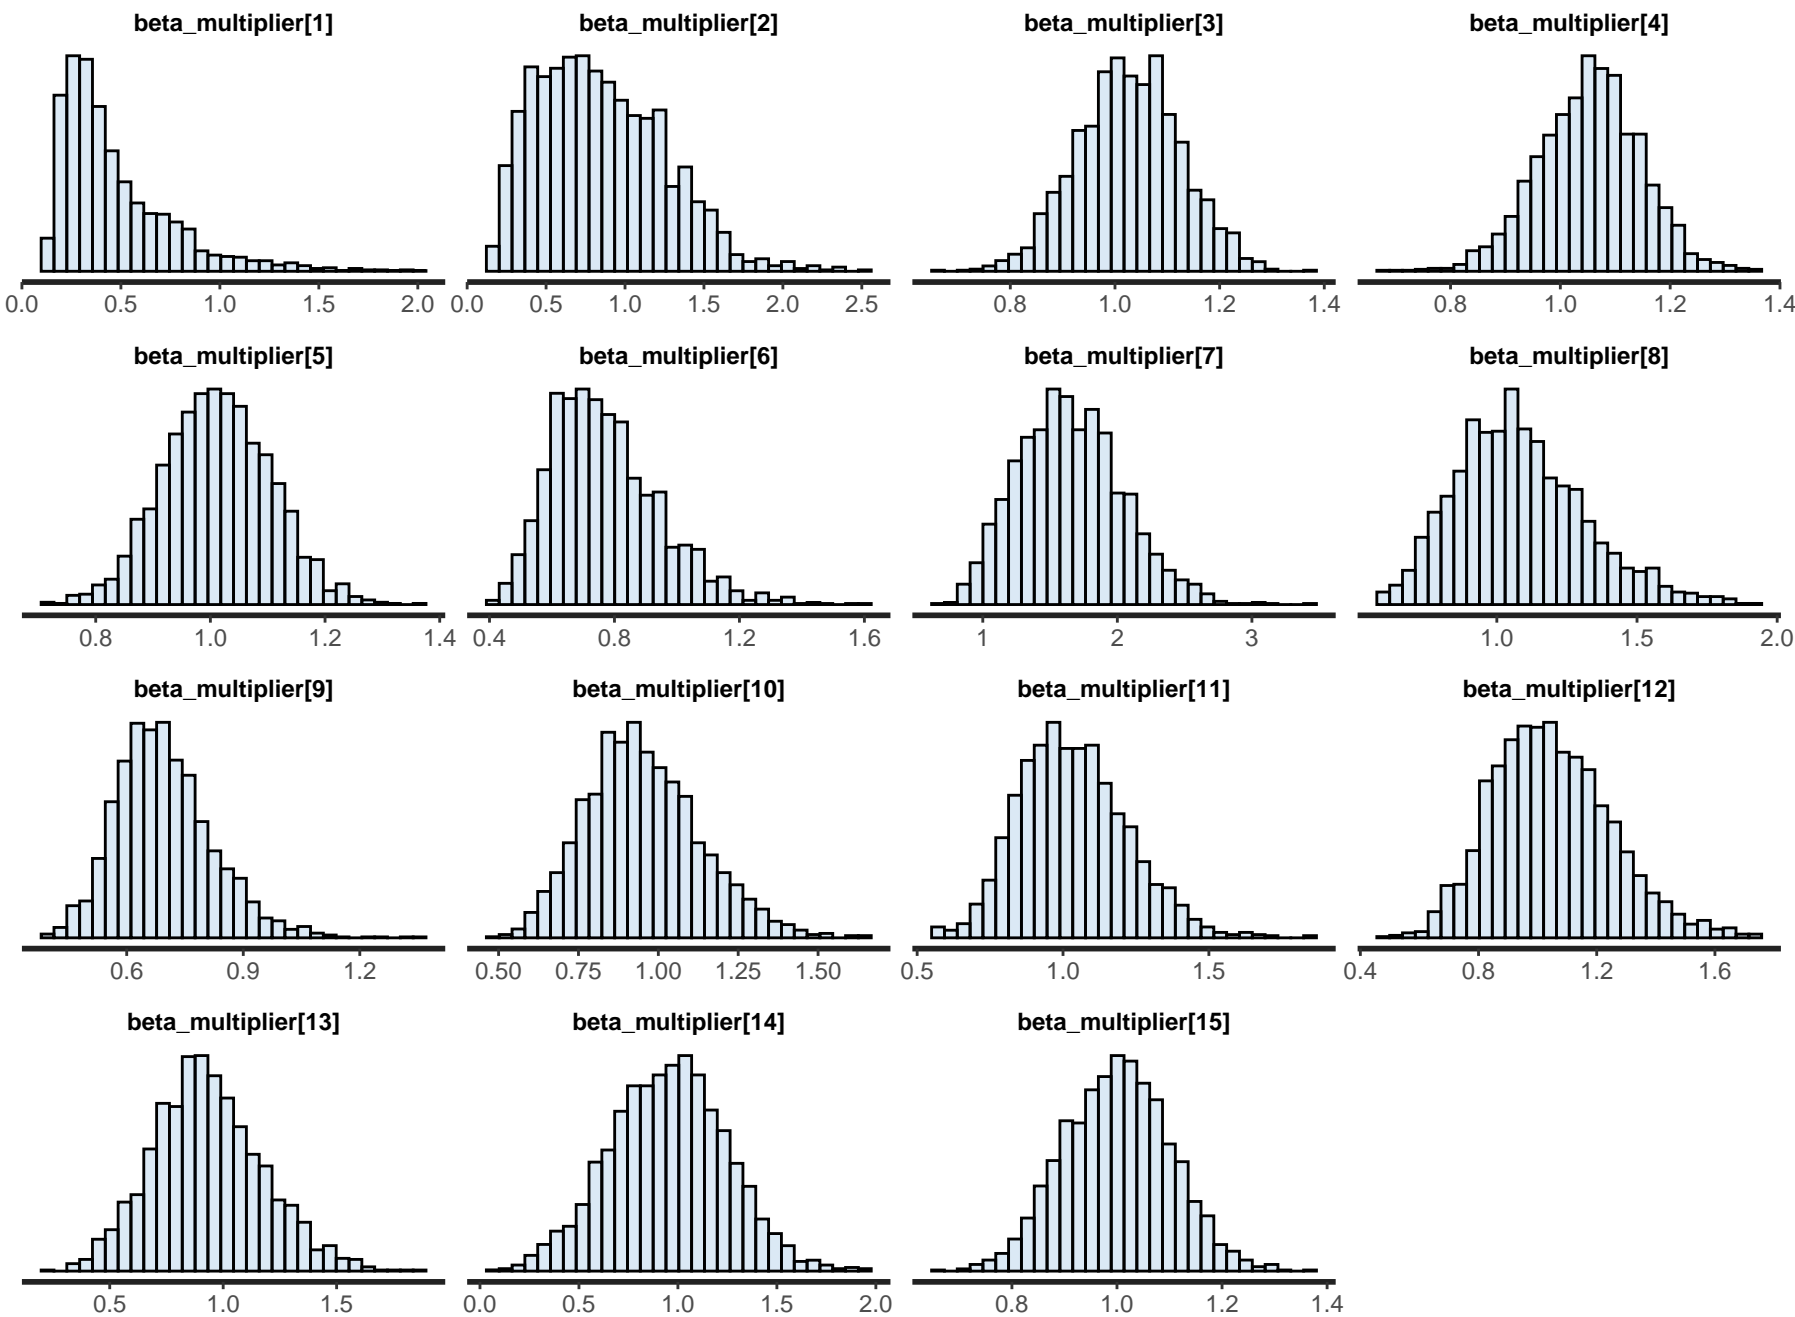 beta_multiplier[1] beta_multiplier[2] beta_multiplier[3] beta_multiplier[4]
0.0 0.5 1.0 1.5 2.0 0.0 0.5 1.0 1.5 2.0 2.5 0.8 1.0 1.2 1.4 0.8 1.0 1.2 1.4
beta_multiplier[5] beta_multiplier[6] beta_multiplier[7] beta_multiplier[8]
0.8 1.0 1.2 1.4 0.4 0.8 1.2 1.6 1 2 3 1.0 1.5 2.0
beta_multiplier[9] beta_multiplier[10] beta_multiplier[11] beta_multiplier[12]
0.6 0.9 1.2 0.50 0.75 1.00 1.25 1.50 0.5 1.0 1.5 0.4 0.8 1.2 1.6
beta_multiplier[13] beta_multiplier[14] beta_multiplier[15]
0.5 1.0 1.5 0.0 0.5 1.0 1.5 2.0 0.8 1.0 1.2 1.4